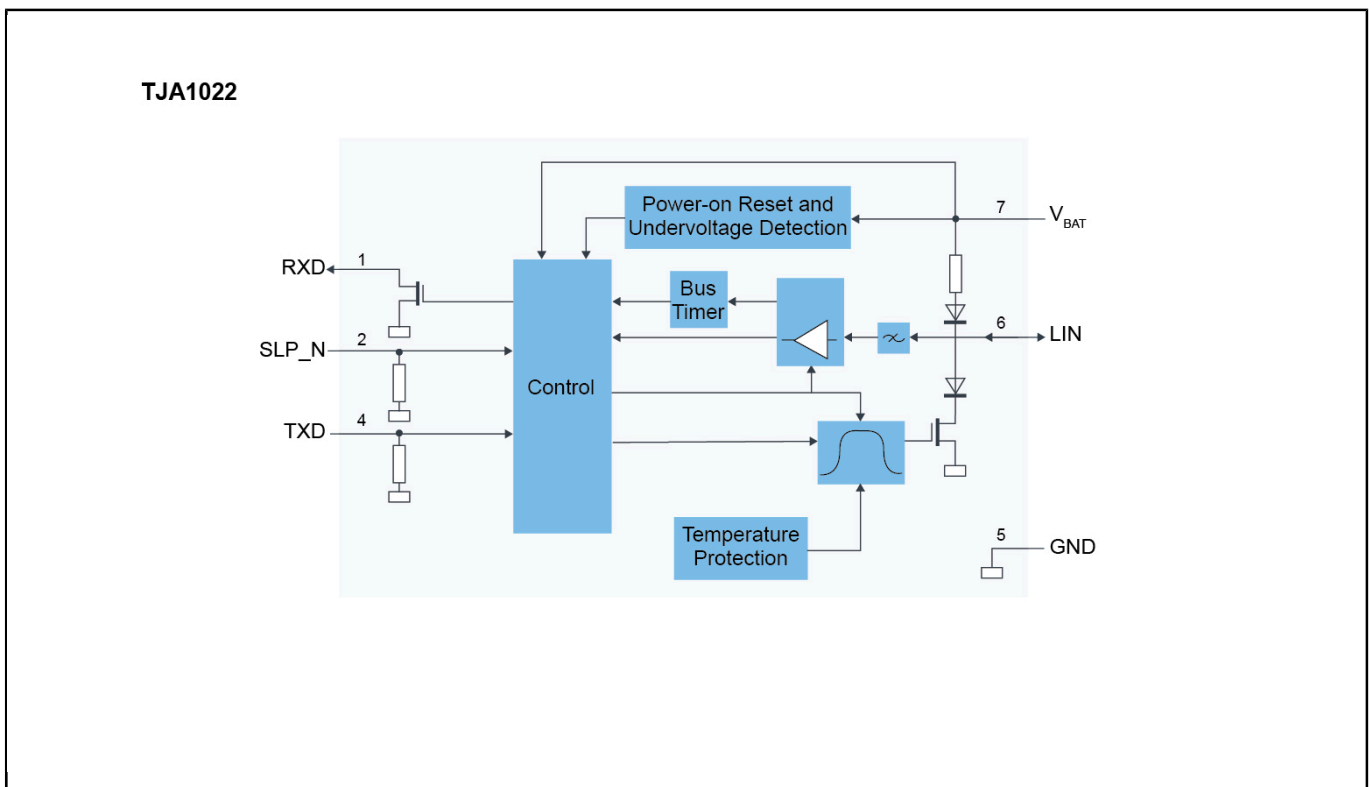 TJA1022
Power-on Reset and
Undervoltage Detection
7
V_BAT
RXD
1
Bus
Timer
6
LIN
SLP_N
2
Control
TXD
4
Temperature
Protection
5
GND